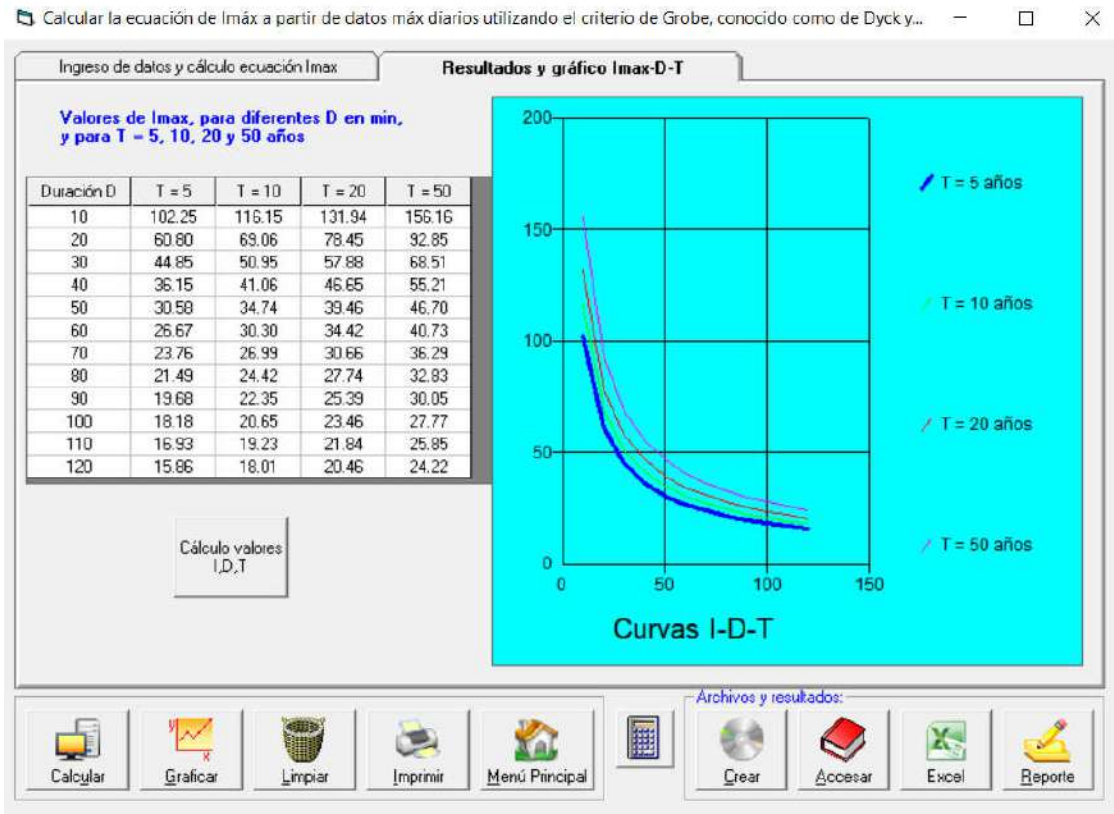 Calcular la ecuación de Imáx a partir de datos máx diarios utilizando el criterio de Grobe, conocido como de Dyck y...
Ingreso de datos y cálculo ecuación Imax
Resultados y gráfico Imax-D-T
Valores de Imax, para diferentes D en min,
y para T = 5, 10, 20 y 50 años
Duración D T = 5 T = 10 T = 20 T = 50
10 102.25 116.15 131.94 156.16
20 60.80 69.06 78.45 92.85
30 44.85 50.95 57.88 68.51
40 36.15 41.06 46.65 55.21
50 30.58 34.74 39.46 46.70
60 26.67 30.30 34.42 40.73
70 23.76 26.99 30.66 36.29
80 21.49 24.42 27.74 32.83
90 19.68 22.35 25.39 30.05
100 18.18 20.65 23.46 27.77
110 16.93 19.23 21.84 25.85
120 15.86 18.01 20.46 24.22
Cálculo valores
I,D,T
200
150
100
50
0
0 50 100 150
Curvas I-D-T
T = 5 años
T = 10 años
T = 20 años
T = 50 años
Archivos y resultados:
Calcular
y
x
Graficar
Limpiar
Imprimir
Menú Principal
Crear
Accesar
Excel
Reporte